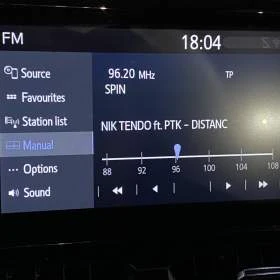 FM 18:04
Source
96.20 MHz TP
Favourites
SPIN
Station list
NIK TENDO ft. PTK – DISTANC
Manual
88 92 96 100 104 108
Options
Sound